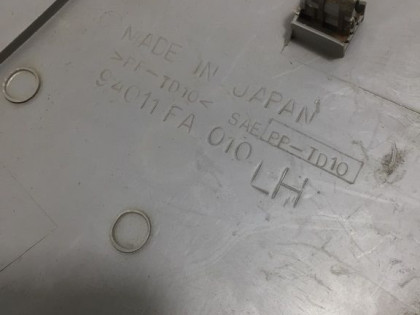 MADE IN JAPAN
>PP-TD10< SAE PP-TD10
94011FA 010
LH